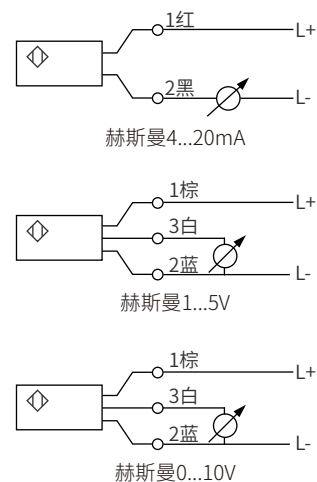 1红
L+
2黑
L-
赫斯曼4...20mA
1棕
L+
3白
2蓝
L-
赫斯曼1...5V
1棕
L+
3白
2蓝
L-
赫斯曼0...10V